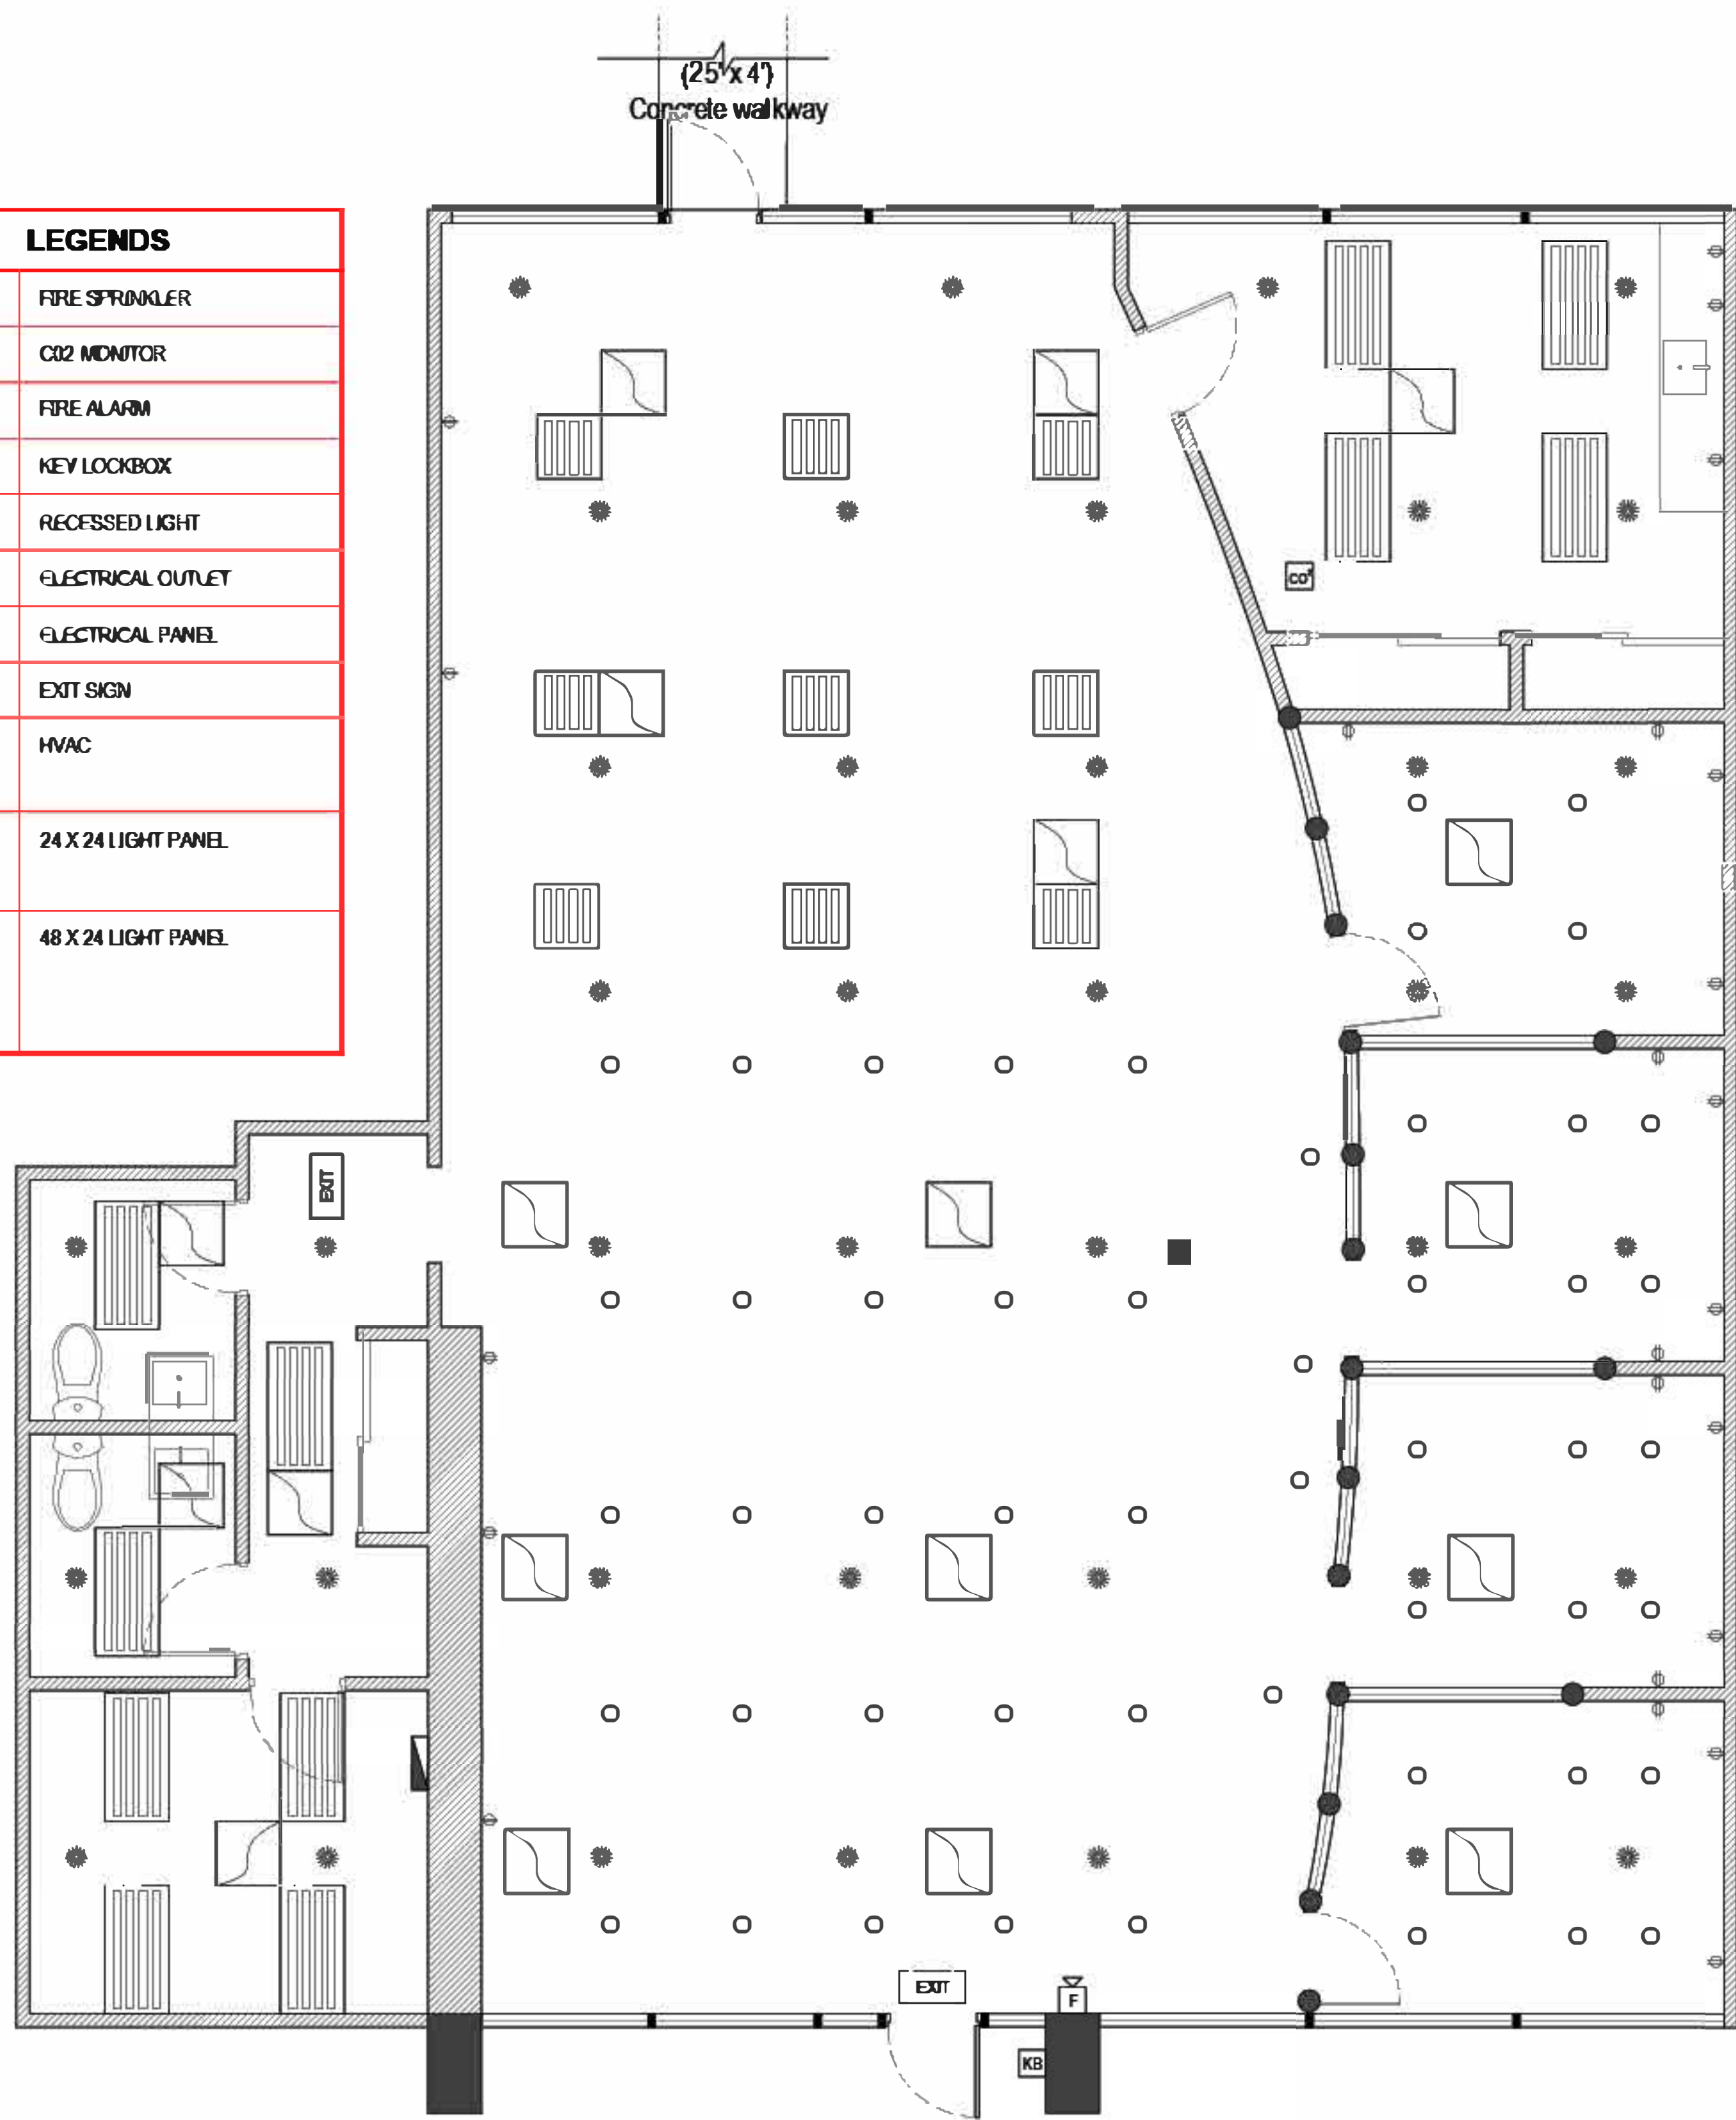 (25' x 4')
Concrete walkway
LEGENDS
FIRE SPRINKLER
C02 MONITOR
FIRE ALARM
KEY LOCKBOX
RECESSED LIGHT
ELECTRICAL OUTLET
ELECTRICAL PANEL
EXIT SIGN
HVAC
24 X 24 LIGHT PANEL
48 X 24 LIGHT PANEL
CO²
EXIT
EXIT
F
KB